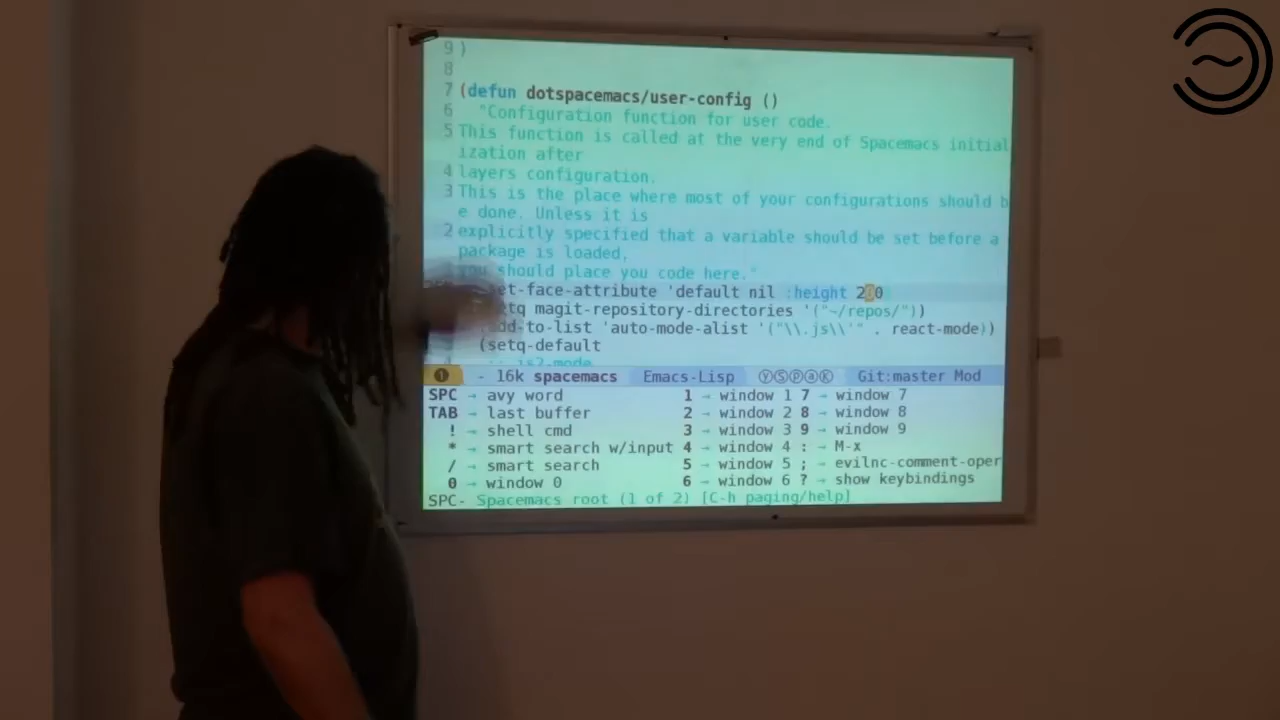 9 )
8
7 (defun dotspacemacs/user-config ()
6 "Configuration function for user code.
5 This function is called at the very end of Spacemacs initial
ization after
4 layers configuration.
3 This is the place where most of your configurations should b
e done. Unless it is
2 explicitly specified that a variable should be set before a
package is loaded,
should place you code here."
et-face-attribute 'default nil :height 200
tq magit-repository-directories '("~/repos/"))
dd-to-list 'auto-mode-alist '("\\.js\\'" . react-mode))
(setq-default
;; js2-mode
❶ - 16k spacemacs Emacs-Lisp ⓎⓈⓟⓐⓀ Git:master Mod
SPC → avy word 1 → window 1 7 → window 7
TAB → last buffer 2 → window 2 8 → window 8
! → shell cmd 3 → window 3 9 → window 9
* → smart search w/input 4 → window 4 : → M-x
/ → smart search 5 → window 5 ; → evilnc-comment-oper
0 → window 0 6 → window 6 ? → show keybindings
SPC- Spacemacs root (1 of 2) [C-h paging/help]